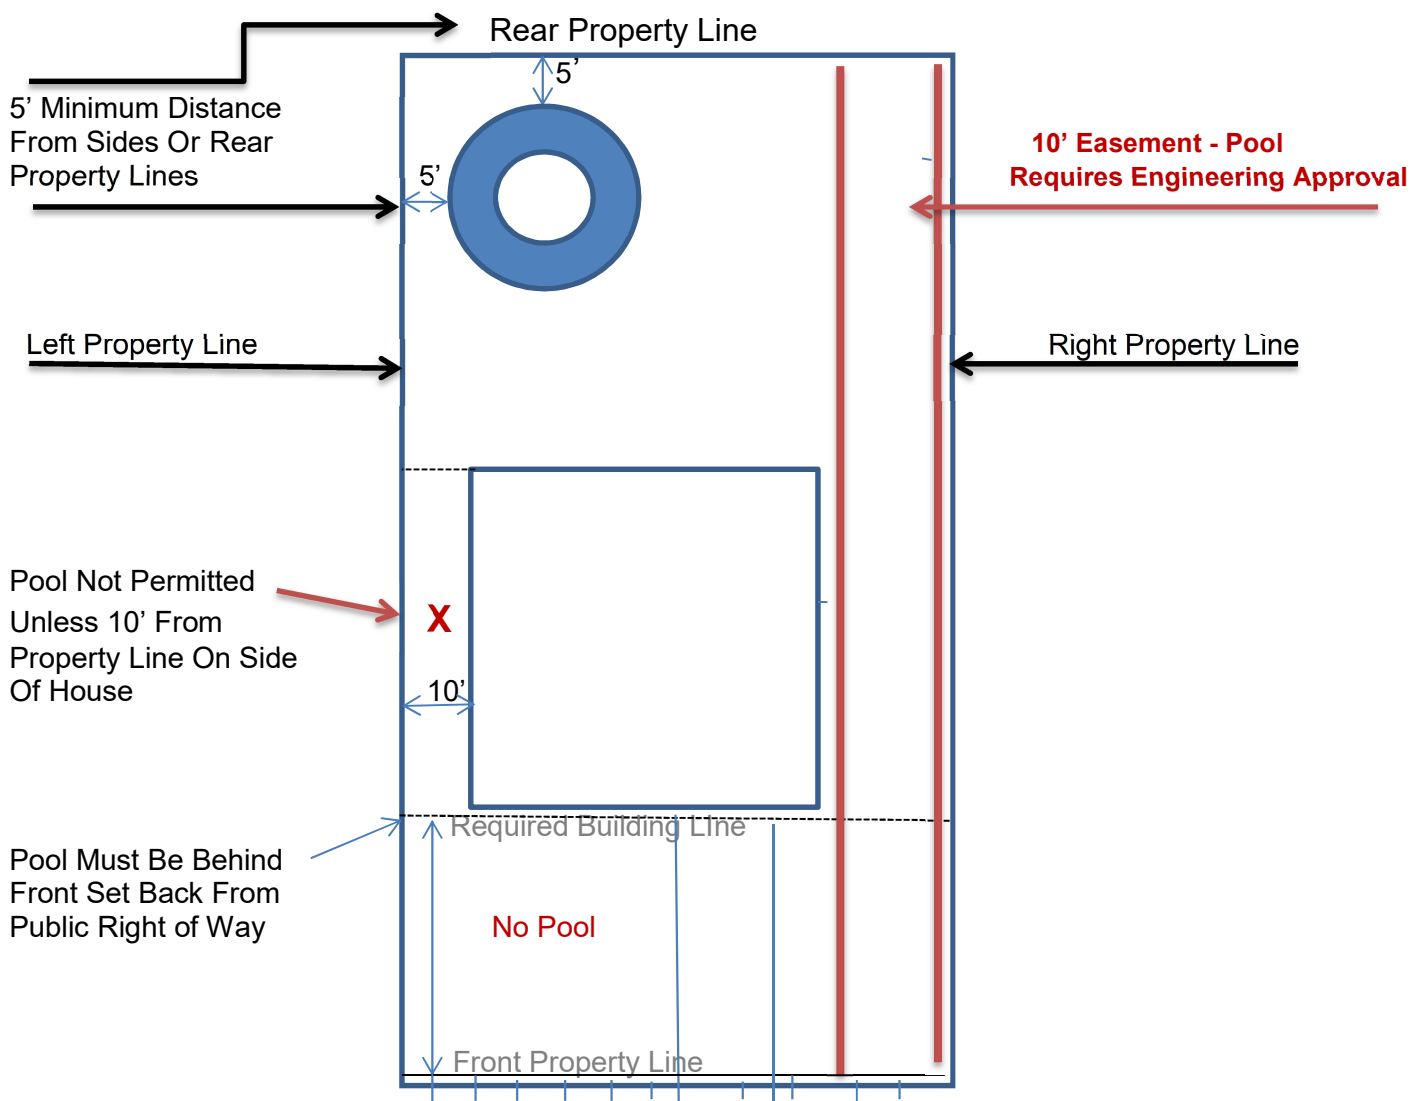 Rear Property Line
5’
5’ Minimum Distance
From Sides Or Rear
Property Lines
5’
10’ Easement - Pool
Requires Engineering Approval
Left Property Line
Right Property Line
Pool Not Permitted
Unless 10’ From
Property Line On Side
Of House
X
10’
Required Building LIne
Pool Must Be Behind
Front Set Back From
Public Right of Way
No Pool
Front Property Line